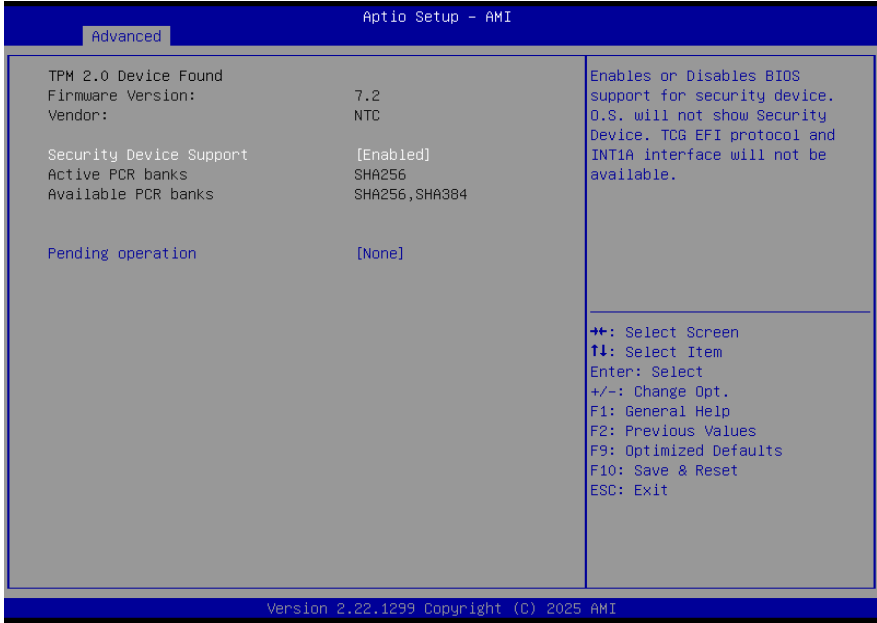 Aptio Setup – AMI
Advanced
TPM 2.0 Device Found
Firmware Version: 7.2
Vendor: NTC
Security Device Support [Enabled]
Active PCR banks SHA256
Available PCR banks SHA256,SHA384
Pending operation [None]
Enables or Disables BIOS
support for security device.
O.S. will not show Security
Device. TCG EFI protocol and
INT1A interface will not be
available.
→←: Select Screen
↑↓: Select Item
Enter: Select
+/-: Change Opt.
F1: General Help
F2: Previous Values
F9: Optimized Defaults
F10: Save & Reset
ESC: Exit
Version 2.22.1299 Copyright (C) 2025 AMI